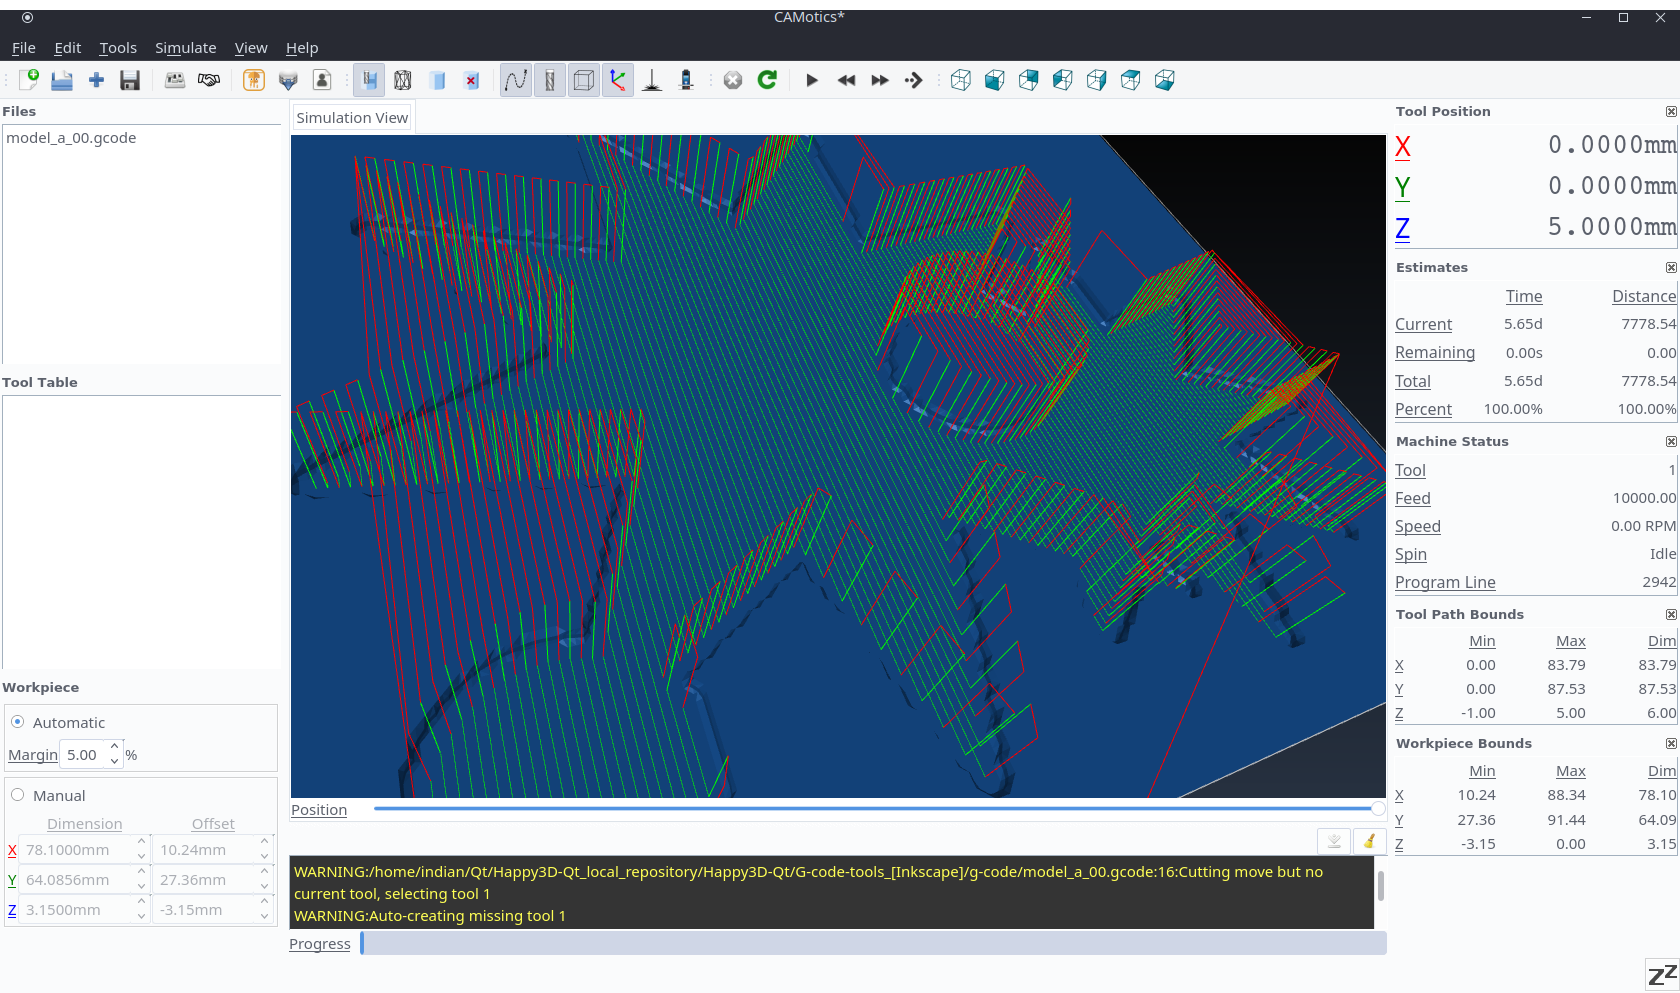 CAMotics*
File Edit Tools Simulate View Help
Files
model_a_00.gcode
Tool Table
Workpiece
Automatic
Margin 5.00 %
Manual
Dimension Offset
X 78.1000mm 10.24mm
Y 64.0856mm 27.36mm
Z 3.1500mm -3.15mm
Simulation View
Position
WARNING:/home/indian/Qt/Happy3D-Qt_local_repository/Happy3D-Qt/G-code-tools_[Inkscape]/g-code/model_a_00.gcode:16:Cutting move but no
current tool, selecting tool 1
WARNING:Auto-creating missing tool 1
Progress
Tool Position
X 0.0000mm
Y 0.0000mm
Z 5.0000mm
Estimates
Time Distance
Current 5.65d 7778.54
Remaining 0.00s 0.00
Total 5.65d 7778.54
Percent 100.00% 100.00%
Machine Status
Tool 1
Feed 10000.00
Speed 0.00 RPM
Spin Idle
Program Line 2942
Tool Path Bounds
Min Max Dim
X 0.00 83.79 83.79
Y 0.00 87.53 87.53
Z -1.00 5.00 6.00
Workpiece Bounds
Min Max Dim
X 10.24 88.34 78.10
Y 27.36 91.44 64.09
Z -3.15 0.00 3.15
zz